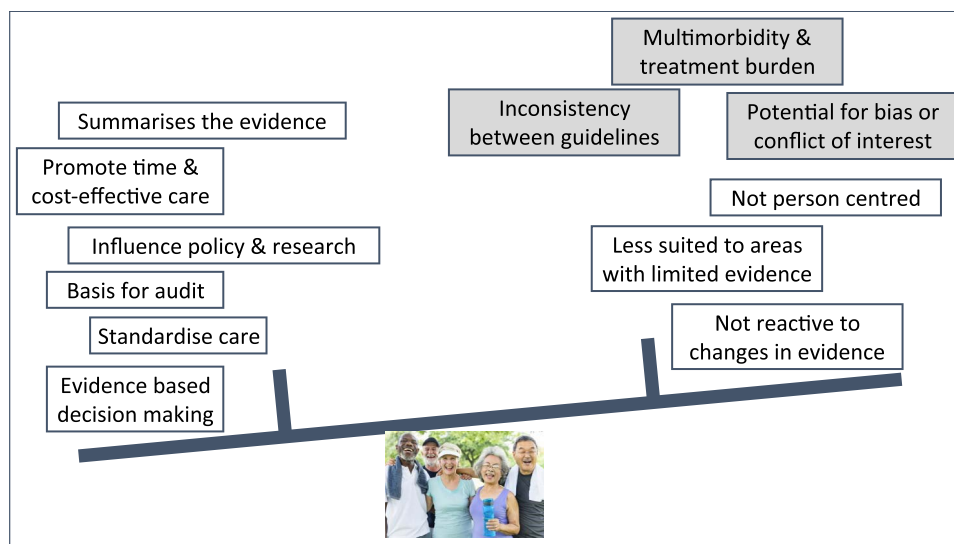 Multimorbidity &
treatment burden
Inconsistency
between guidelines
Potential for bias or
conflict of interest
Summarises the evidence
Promote time &
cost-effective care
Not person centred
Influence policy & research
Less suited to areas
with limited evidence
Basis for audit
Standardise care
Not reactive to
changes in evidence
Evidence based
decision making